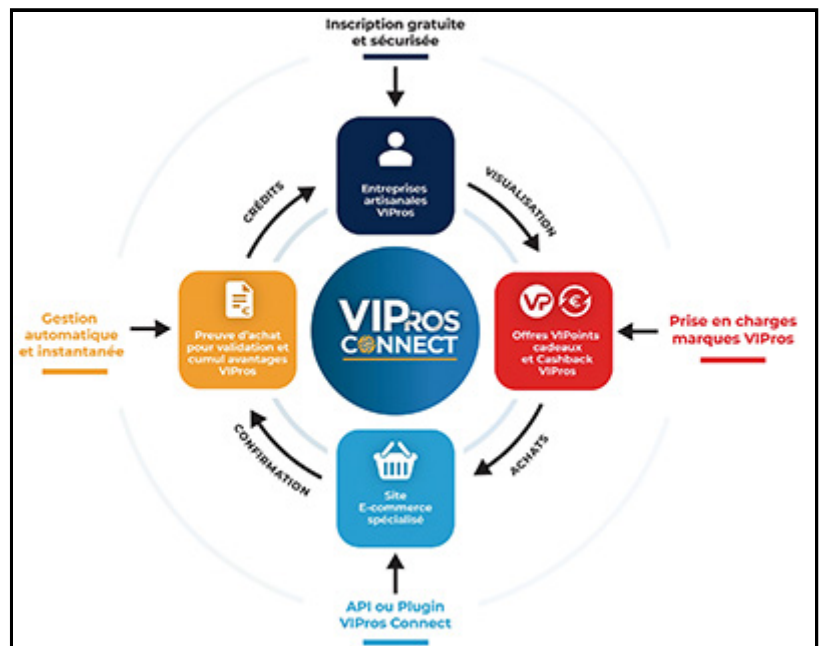 Inscription gratuite
et sécurisée
Entreprises
artisanales
VIPros
CRÉDITS
VISUALISATION
Gestion
automatique
et instantanée
€
Preuve d'achat
pour validation et
cumul avantages
VIPros
VIPROS
CONNECT
VP €
Offres VIPoints
cadeaux
et Cashback
VIPros
Prise en charges
marques VIPros
CONFIRMATION
ACHATS
Site
E-commerce
spécialisé
API ou Plugin
VIPros Connect